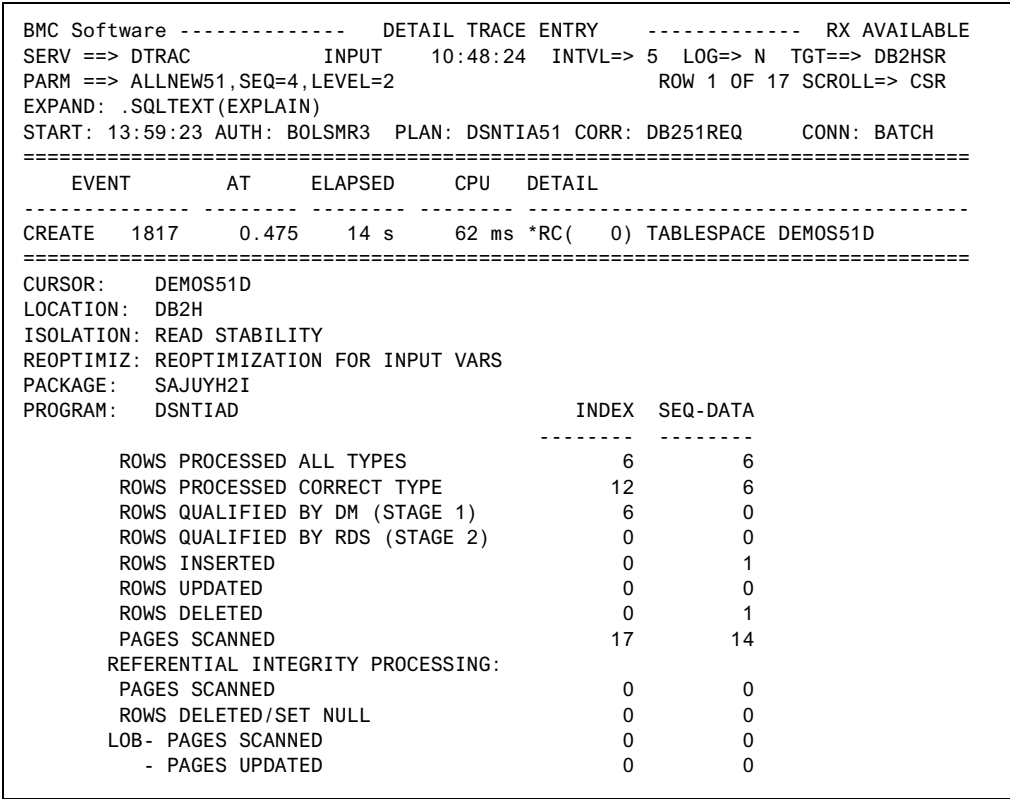 BMC Software --------------   DETAIL TRACE ENTRY    ------------- RX AVAILABLE
SERV ==> DTRAC           INPUT    10:48:24  INTVL=> 5  LOG=> N  TGT==> DB2HSR
PARM ==> ALLNEW51,SEQ=4,LEVEL=2                      ROW 1 OF 17 SCROLL=> CSR
EXPAND: .SQLTEXT(EXPLAIN)
START: 13:59:23 AUTH: BOLSMR3  PLAN: DSNTIA51 CORR: DB251REQ      CONN: BATCH
===============================================================================
    EVENT        AT     ELAPSED     CPU   DETAIL
-------------- -------- -------- -------- -------------------------------------
CREATE   1817     0.475    14 s     62 ms *RC(   0) TABLESPACE DEMOS51D
===============================================================================
CURSOR:    DEMOS51D
LOCATION:  DB2H
ISOLATION: READ STABILITY
REOPTIMIZ: REOPTIMIZATION FOR INPUT VARS
PACKAGE:   SAJUYH2I
PROGRAM:   DSNTIAD                            INDEX  SEQ-DATA
                                           -------- --------
        ROWS PROCESSED ALL TYPES                  6         6
        ROWS PROCESSED CORRECT TYPE              12         6
        ROWS QUALIFIED BY DM (STAGE 1)            6         0
        ROWS QUALIFIED BY RDS (STAGE 2)           0         0
        ROWS INSERTED                             0         1
        ROWS UPDATED                              0         0
        ROWS DELETED                              0         1
        PAGES SCANNED                            17        14
       REFERENTIAL INTEGRITY PROCESSING:
        PAGES SCANNED                             0         0
        ROWS DELETED/SET NULL                     0         0
       LOB- PAGES SCANNED                         0         0
          - PAGES UPDATED                         0         0